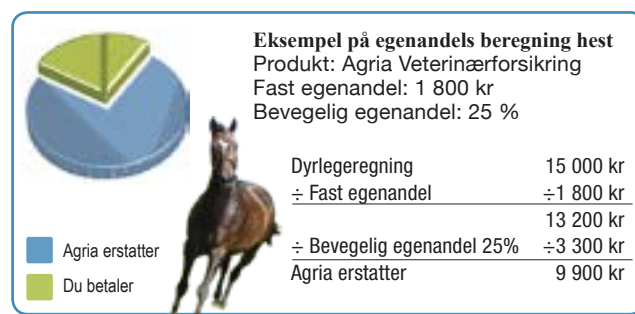 Eksempel på egenandels beregning hest
Produkt: Agria Veterinærforsikring
Fast egenandel: 1 800 kr
Bevegelig egenandel: 25 %
Dyrlegeregning 15 000 kr
÷ Fast egenandel ÷1 800 kr
13 200 kr
÷ Bevegelig egenandel 25% ÷3 300 kr
Agria erstatter 9 900 kr
Agria erstatter
Du betaler